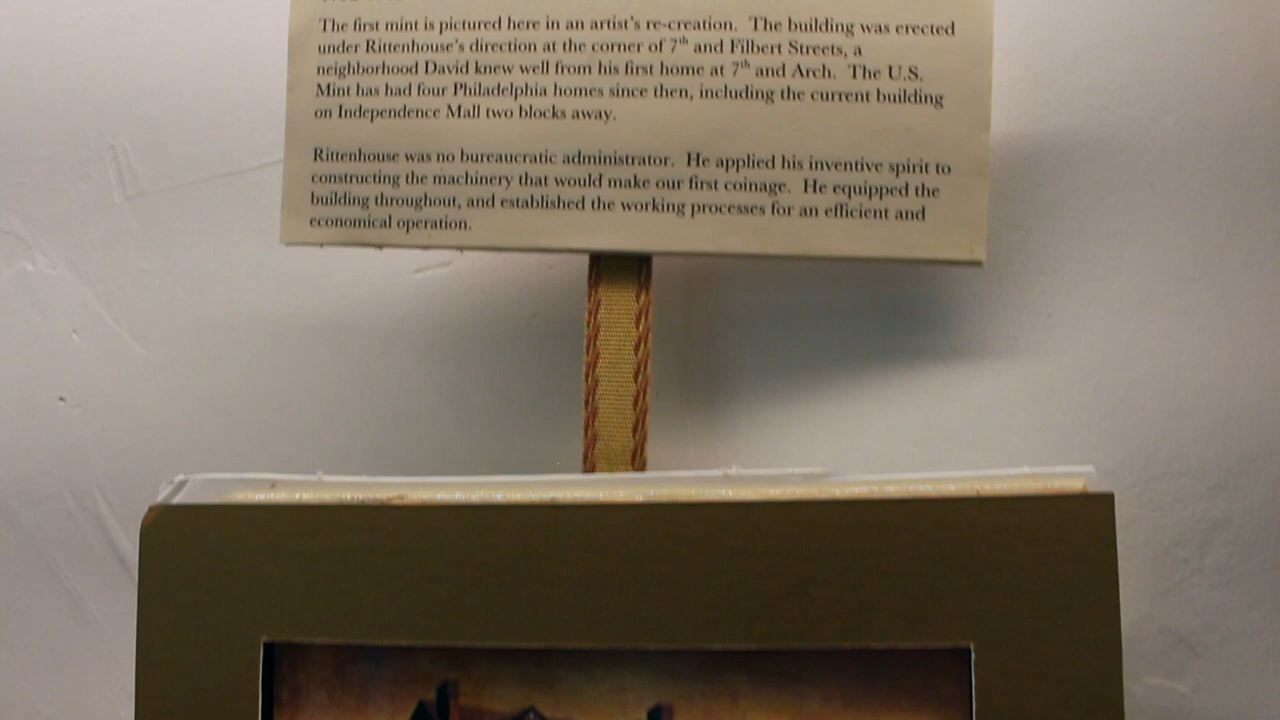 The first mint is pictured here in an artist's re-creation. The building was erected
under Rittenhouse's direction at the corner of 7th and Filbert Streets, a
neighborhood David knew well from his first home at 7th and Arch. The U.S.
Mint has had four Philadelphia homes since then, including the current building
on Independence Mall two blocks away.
Rittenhouse was no bureaucratic administrator. He applied his inventive spirit to
constructing the machinery that would make our first coinage. He equipped the
building throughout, and established the working processes for an efficient and
economical operation.